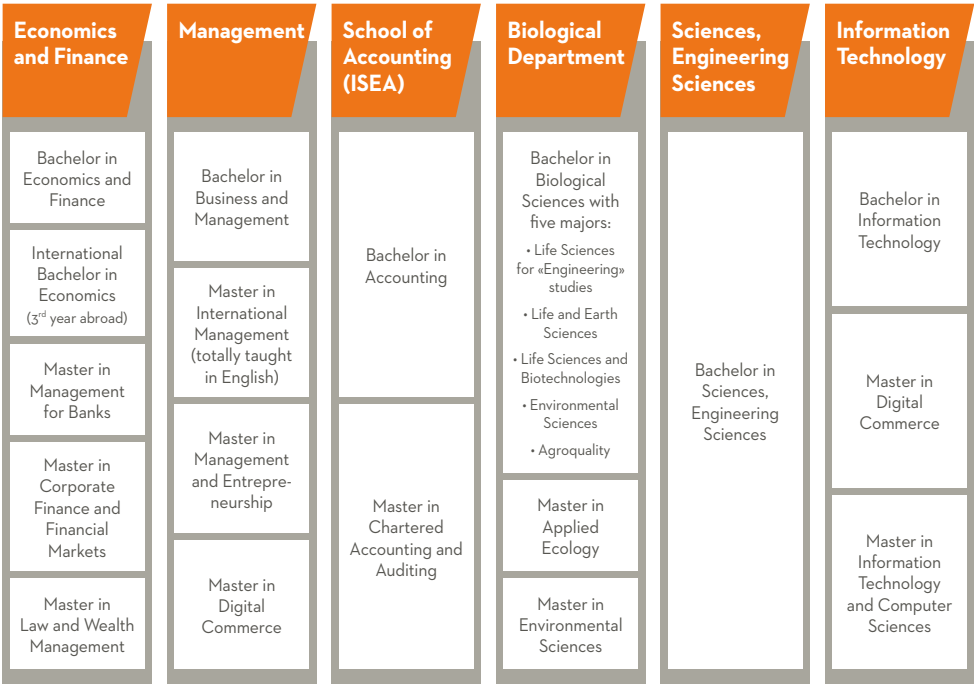 Economics
and Finance
Bachelor in
Economics and
Finance
International
Bachelor in
Economics
(3rd year abroad)
Master in
Management
for Banks
Master in
Corporate
Finance and
Financial
Markets
Master in
Law and Wealth
Management
Management
Bachelor in
Business and
Management
Master in
International
Management
(totally taught
in English)
Master in
Management
and Entrepre-
neurship
Master in
Digital
Commerce
School of
Accounting
(ISEA)
Bachelor in
Accounting
Master in
Chartered
Accounting and
Auditing
Biological
Department
Bachelor in
Biological
Sciences with
five majors:
• Life Sciences
for «Engineering»
studies
• Life and Earth
Sciences
• Life Sciences and
Biotechnologies
• Environmental
Sciences
• Agroquality
Master in
Applied
Ecology
Master in
Environmental
Sciences
Sciences,
Engineering
Sciences
Bachelor in
Sciences,
Engineering
Sciences
Information
Technology
Bachelor in
Information
Technology
Master in
Digital
Commerce
Master in
Information
Technology
and Computer
Sciences